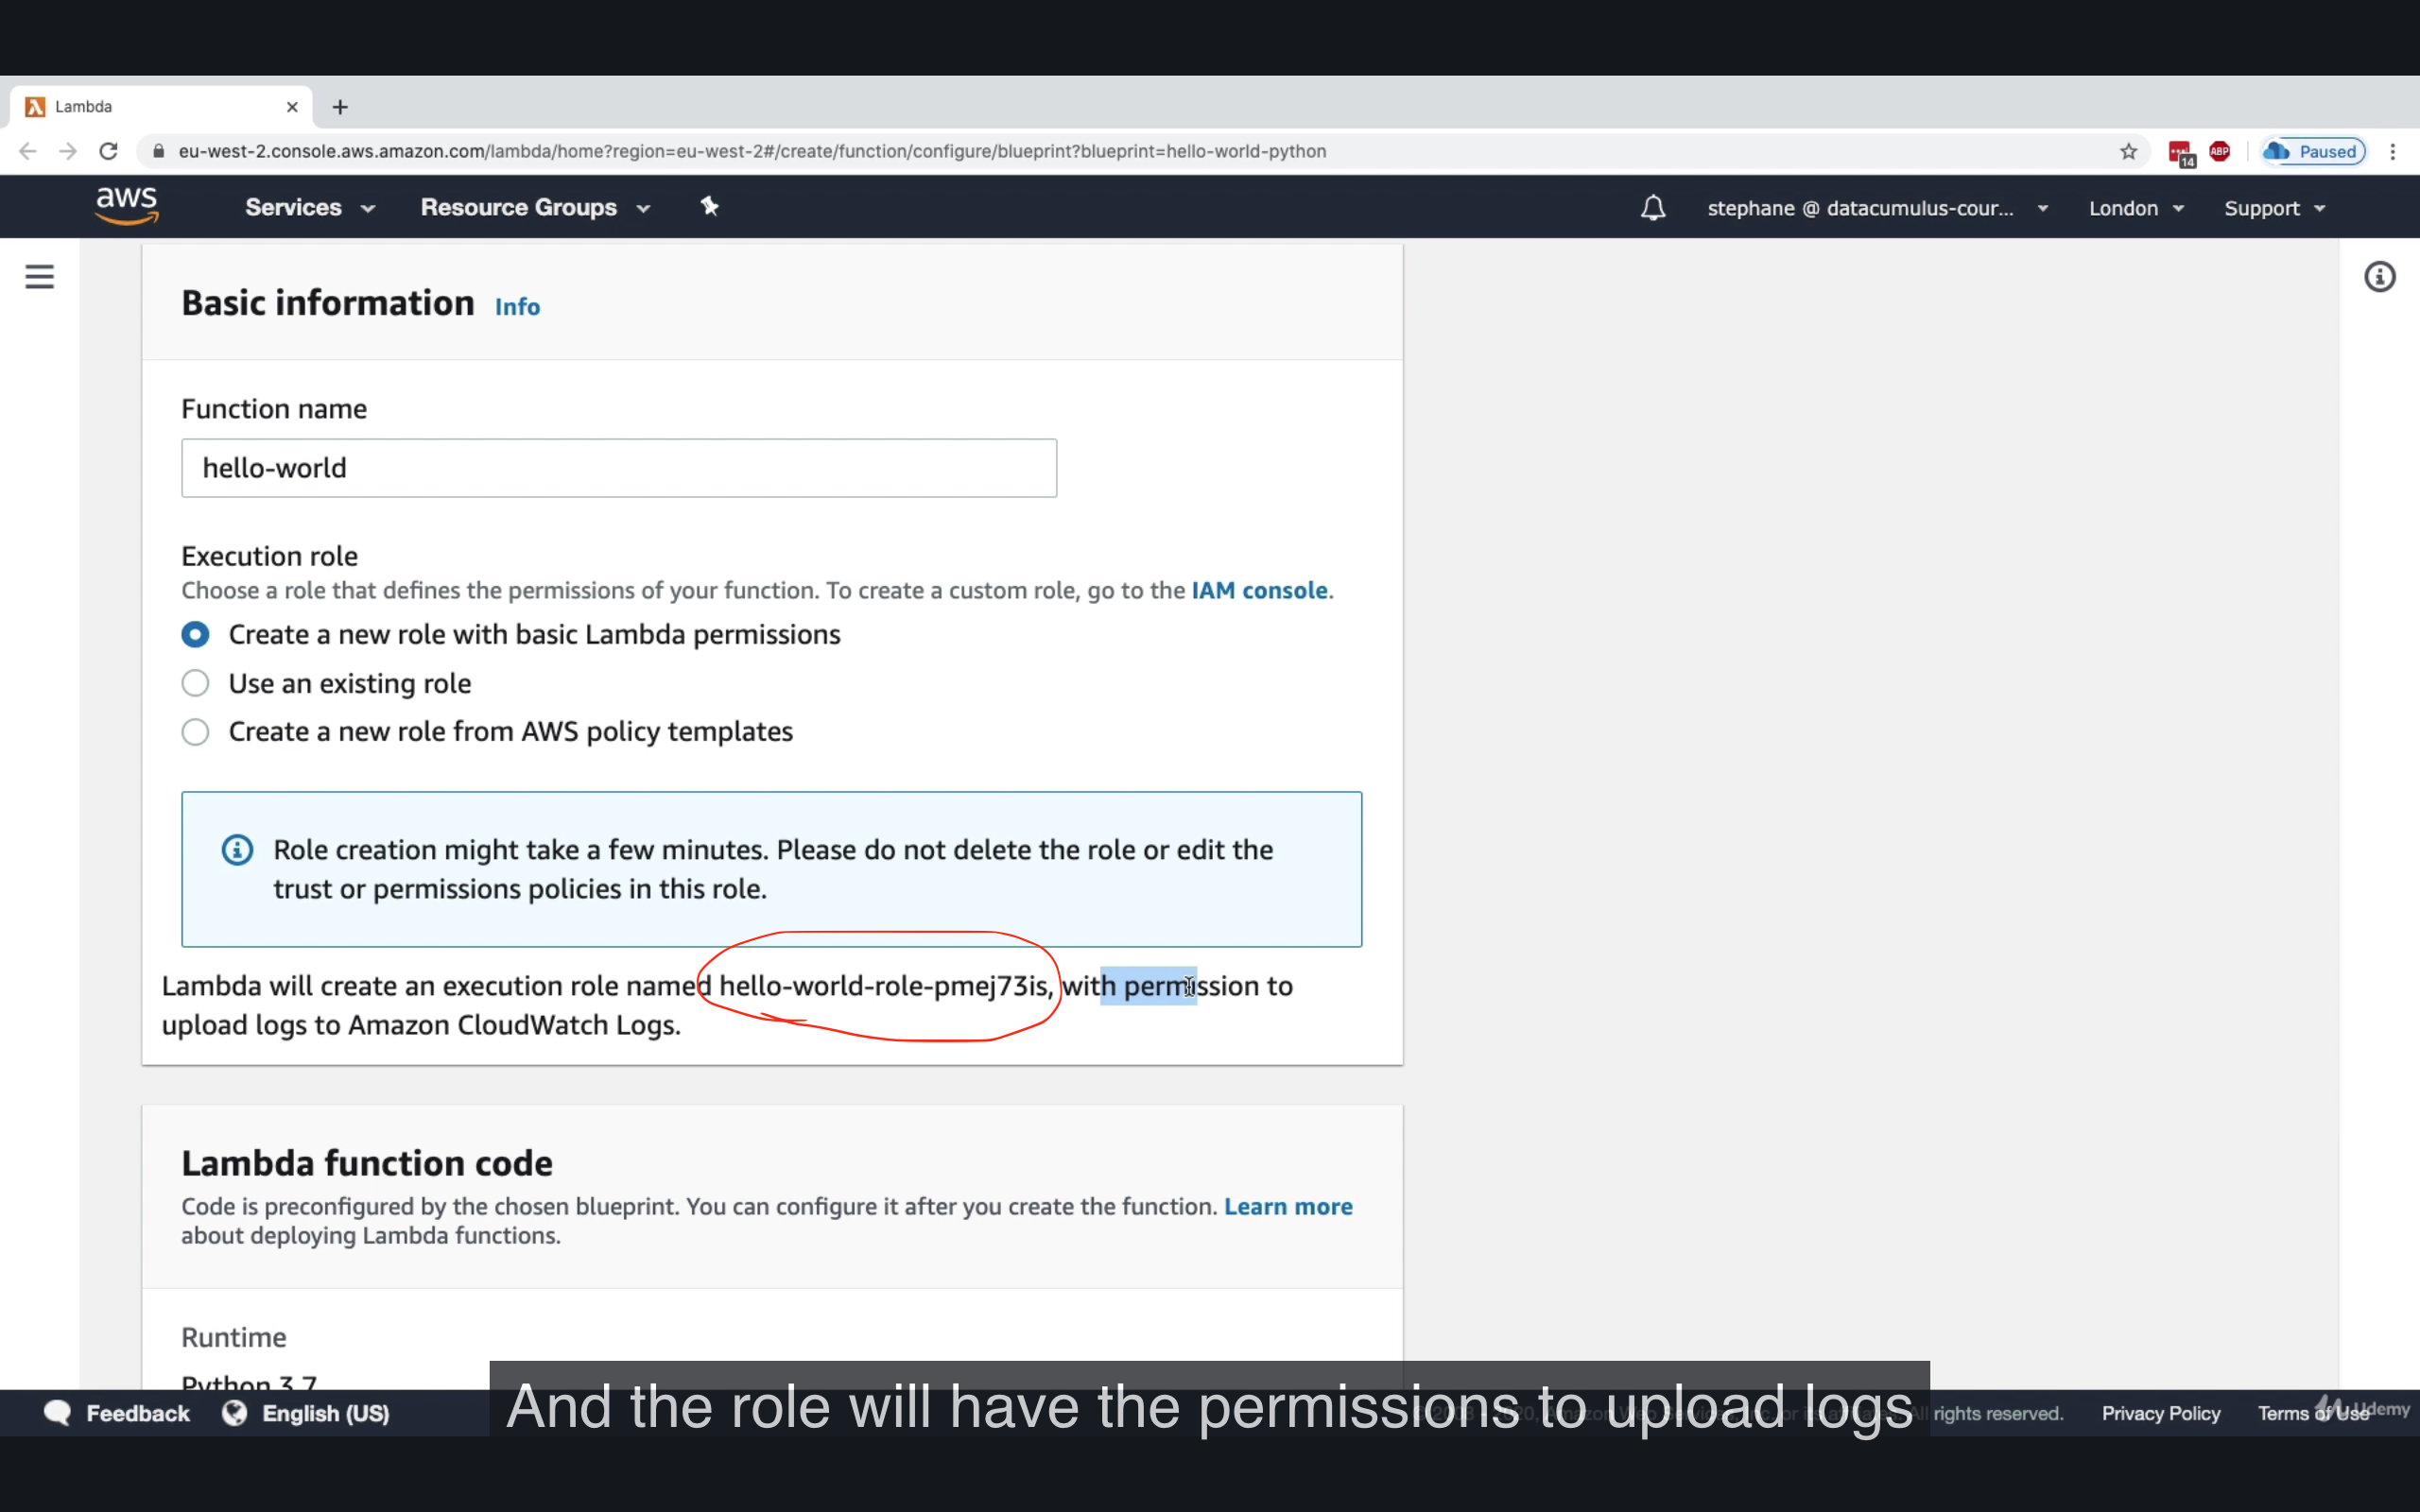 Lambda
eu-west-2.console.aws.amazon.com/lambda/home?region=eu-west-2#/create/function/configure/blueprint?blueprint=hello-world-python
14
ABP
Paused
aws
Services
Resource Groups
stephane @ datacumulus-cour...
London
Support
Basic information Info
Function name
hello-world
Execution role
Choose a role that defines the permissions of your function. To create a custom role, go to the IAM console.
Create a new role with basic Lambda permissions
Use an existing role
Create a new role from AWS policy templates
Role creation might take a few minutes. Please do not delete the role or edit the
trust or permissions policies in this role.
Lambda will create an execution role named hello-world-role-pmej73is, with permission to
upload logs to Amazon CloudWatch Logs.
Lambda function code
Code is preconfigured by the chosen blueprint. You can configure it after you create the function. Learn more
about deploying Lambda functions.
Runtime
Python 3.7
And the role will have the permissions to upload logs
Feedback
English (US)
rights reserved.
Privacy Policy
Terms of Use
Udemy